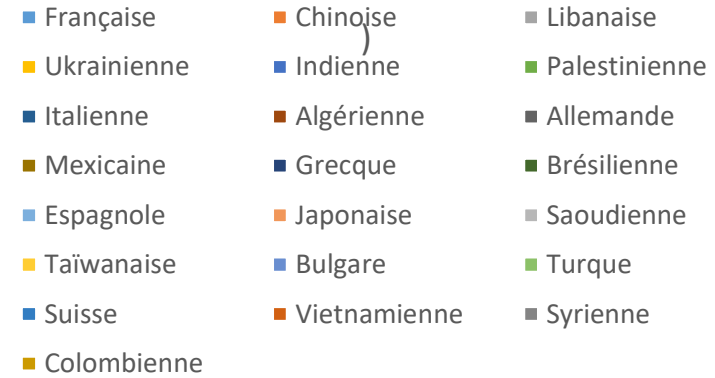 Française Chinoise Libanaise
)
Ukrainienne Indienne Palestinienne
Italienne Algérienne Allemande
Mexicaine Grecque Brésilienne
Espagnole Japonaise Saoudienne
Taïwanaise Bulgare Turque
Suisse Vietnamienne Syrienne
Colombienne